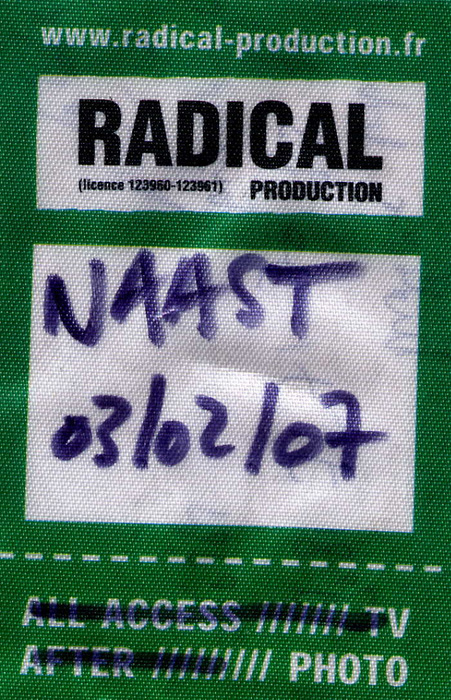 www.radical-production.fr
RADICAL
(licence 123960-123961) PRODUCTION
NAAST
03/02/07
ALL ACCESS /////// TV
AFTER ///////// PHOTO